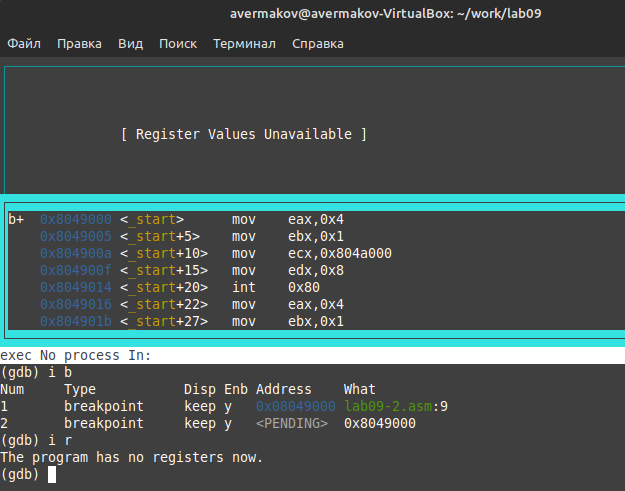 avermakov@avermakov-VirtualBox: ~/work/lab09
Файл Правка Вид Поиск Терминал Справка
[ Register Values Unavailable ]
b+ 0x8049000 <_start> mov eax,0x4
0x8049005 <_start+5> mov ebx,0x1
0x804900a <_start+10> mov ecx,0x804a000
0x804900f <_start+15> mov edx,0x8
0x8049014 <_start+20> int 0x80
0x8049016 <_start+22> mov eax,0x4
0x804901b <_start+27> mov ebx,0x1
exec No process In:
(gdb) i b
Num Type Disp Enb Address What
1 breakpoint keep y 0x08049000 lab09-2.asm:9
2 breakpoint keep y <PENDING> 0x8049000
(gdb) i r
The program has no registers now.
(gdb)